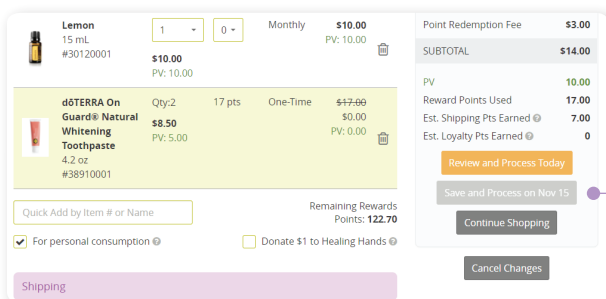 Lemon
15 mL
#30120001
1
0
$10.00
PV: 10.00
Monthly
$10.00
PV: 10.00
dōTERRA On
Guard® Natural
Whitening
Toothpaste
4.2 oz
#38910001
Qty:2
$8.50
PV: 5.00
17 pts
One-Time
$17.00
$0.00
PV: 0.00
Quick Add by Item # or Name
Remaining Rewards
Points: 122.70
For personal consumption
Donate $1 to Healing Hands
Shipping
Point Redemption Fee $3.00
SUBTOTAL $14.00
PV 10.00
Reward Points Used 17.00
Est. Shipping Pts Earned 7.00
Est. Loyalty Pts Earned 0
Review and Process Today
Save and Process on Nov 15
Continue Shopping
Cancel Changes